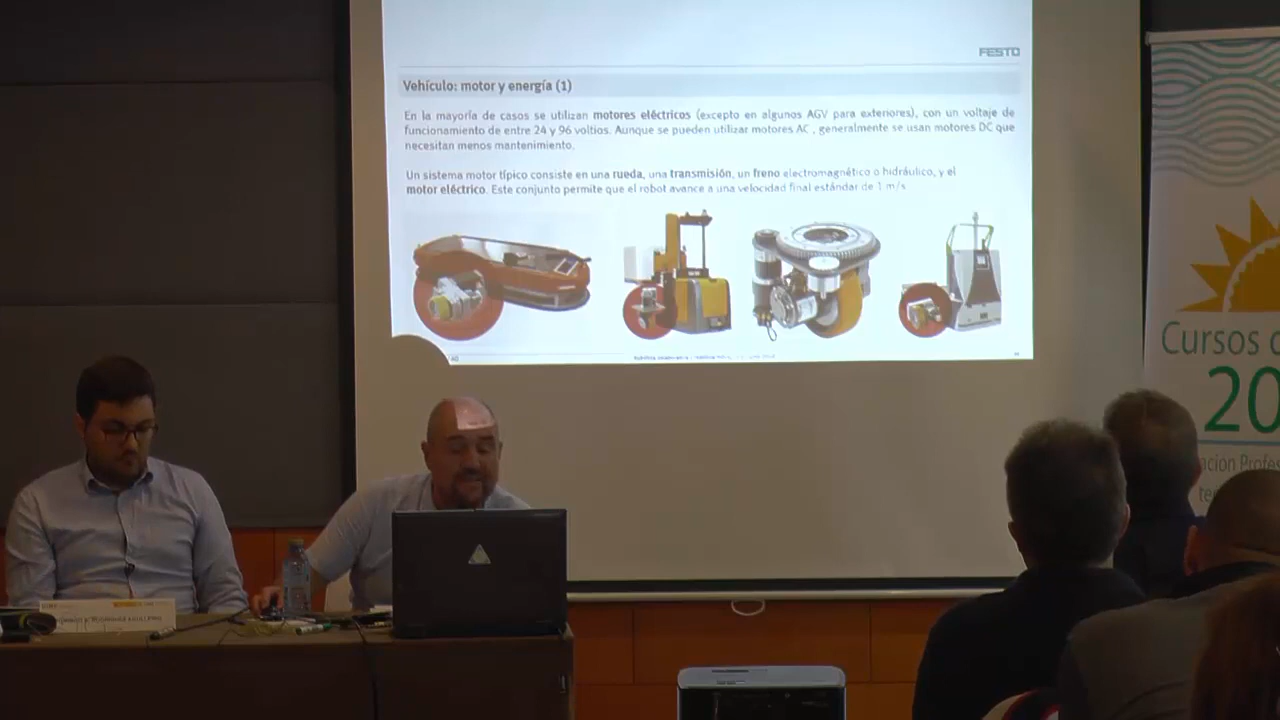 FESTO
Vehículo: motor y energía (1)
En la mayoría de casos se utilizan motores eléctricos (excepto en algunos AGV para exteriores), con un voltaje de
funcionamiento de entre 24 y 96 voltios. Aunque se pueden utilizar motores AC , generalmente se usan motores DC que
necesitan menos mantenimiento.
Un sistema motor típico consiste en una rueda, una transmisión, un freno electromagnético o hidráulico, y el
motor eléctrico. Este conjunto permite que el robot avance a una velocidad final estándar de 1 m/s
Cursos
20